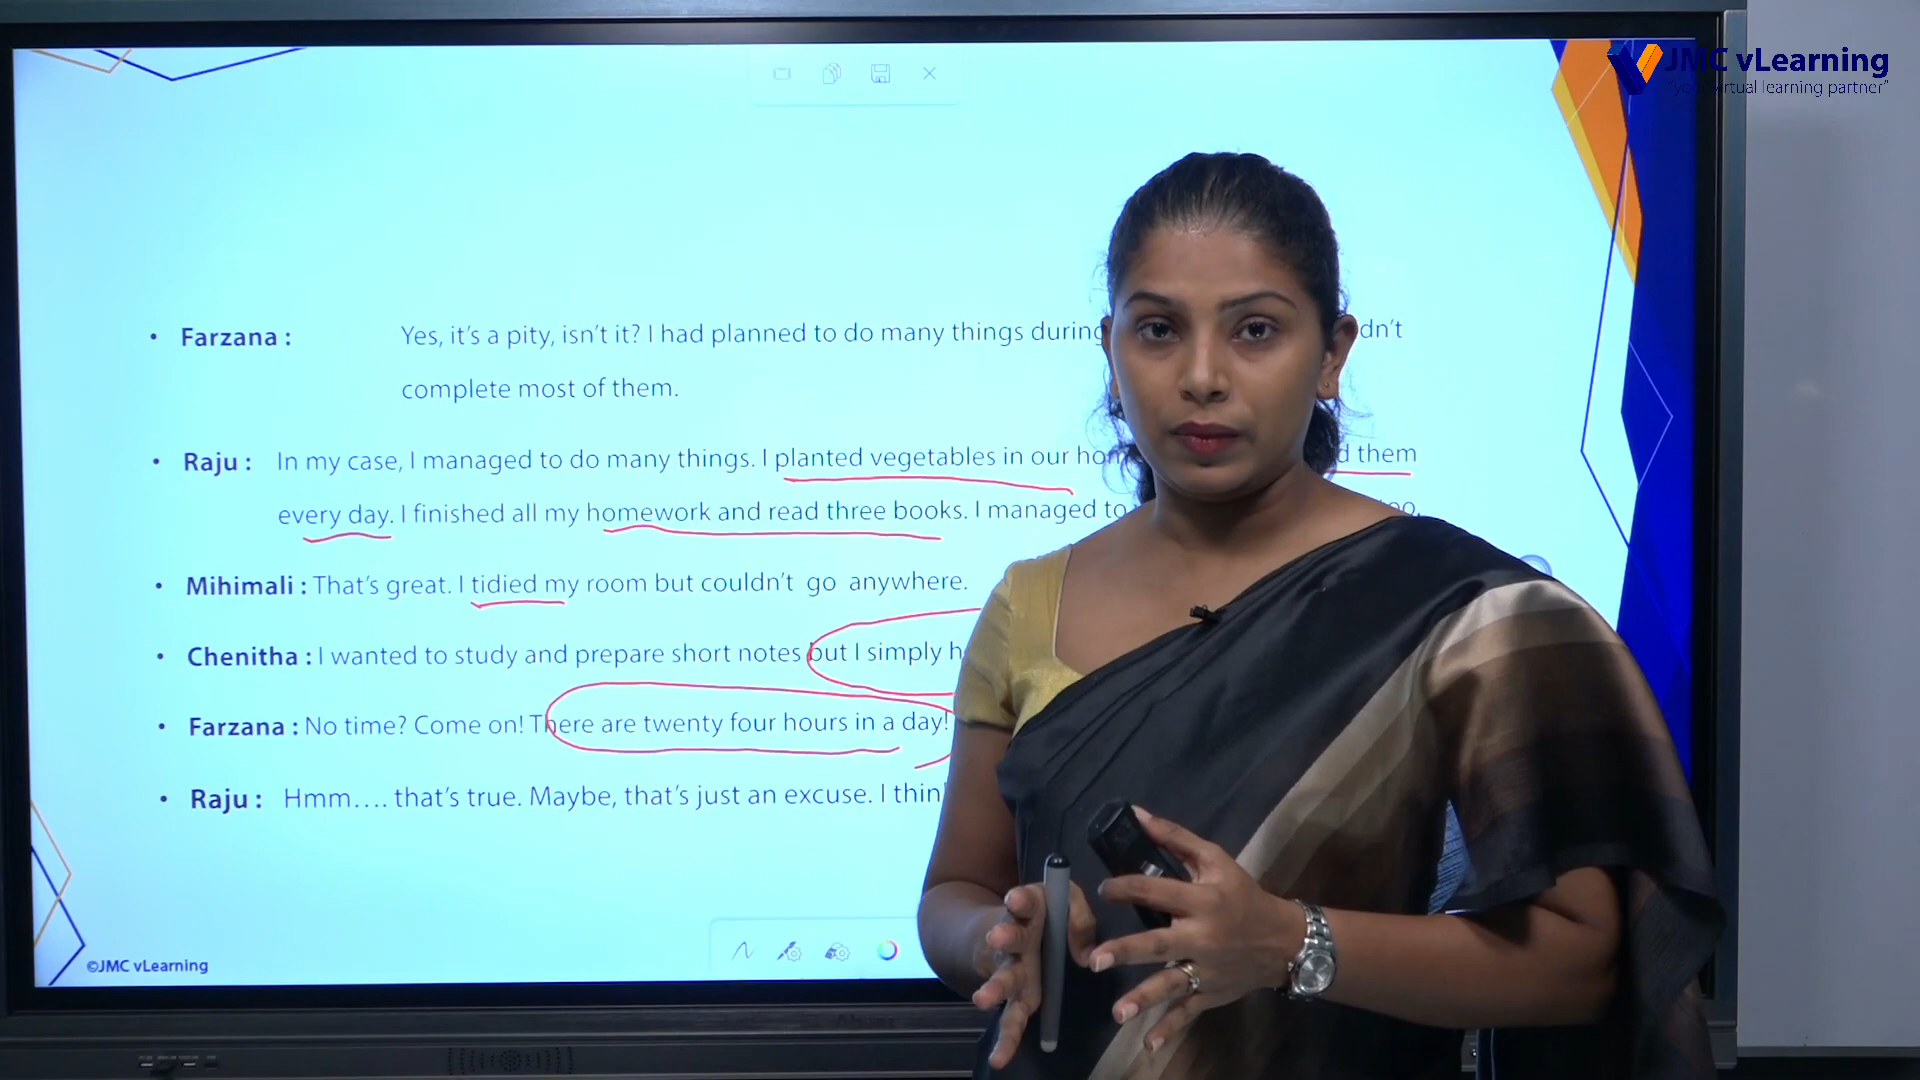 JMC vLearning
"your virtual learning partner"
• Farzana : Yes, it's a pity, isn't it? I had planned to do many things during dn't
complete most of them.
• Raju : In my case, I managed to do many things. I planted vegetables in our hom d them
every day. I finished all my homework and read three books. I managed to oo.
• Mihimali : That's great. I tidied my room but couldn't go anywhere.
• Chenitha : I wanted to study and prepare short notes but I simply h
• Farzana : No time? Come on! There are twenty four hours in a day!
• Raju : Hmm.... that's true. Maybe, that's just an excuse. I thin
©JMC vLearning